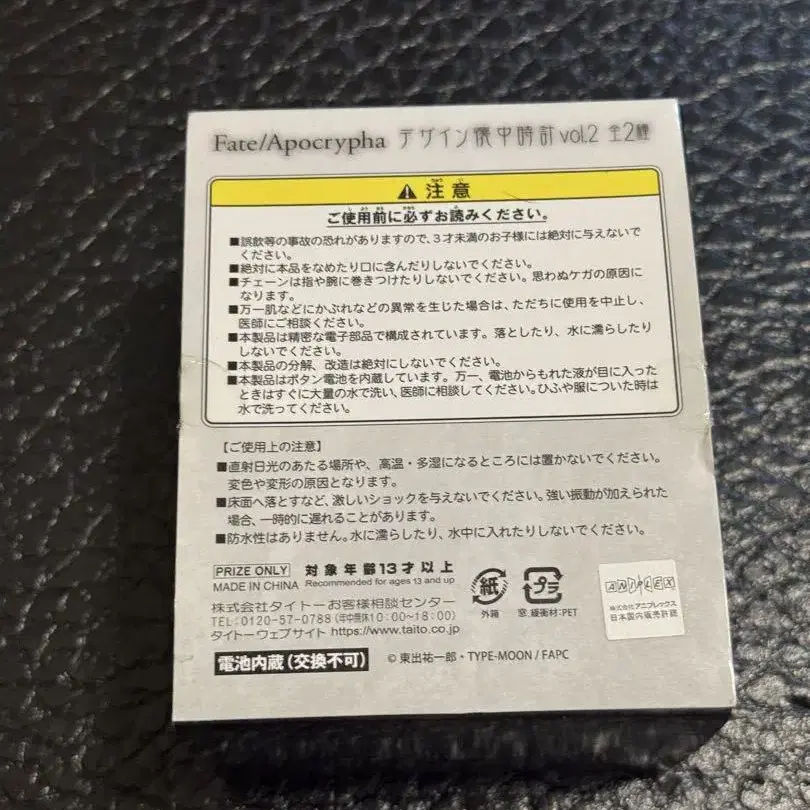 Fate/Apocrypha デザイン懐中時計 vol.2 全2種
注意
ご使用前に必ずお読みください。
■誤飲等の事故の恐れがありますので、3才未満のお子様には絶対に与えないで
ください。
■絶対に本品をなめたり口に含んだりしないでください。
■チェーンは指や腕に巻きつけたりしないでください。思わぬケガの原因に
なります。
■万一肌などにかぶれなどの異常を生じた場合は、ただちに使用を中止し、
医師にご相談ください。
■本製品は精密な電子部品で構成されています。落としたり、水に濡らしたり
しないでください。
■本製品の分解、改造は絶対にしないでください。
■本製品はボタン電池を内蔵しています。万一、電池からもれた液が目に入った
ときはすぐに大量の水で洗い、医師に相談してください。ひふや服についた時は
水で洗ってください。
【ご使用上の注意】
■直射日光のあたる場所や、高温・多湿になるところには置かないでください。
変色や変形の原因となります。
■床面へ落とすなど、激しいショックを与えないでください。強い振動が加えられた
場合、一時的に遅れることがあります。
■防水性はありません。水に濡らしたり、水中に入れたりしないでください。
PRIZE ONLY 対象年齢13才以上
MADE IN CHINA Recommended for ages 13 and up
紙
外箱
プラ
窓、緩衝材:PET
ANIPLEX
株式会社アニプレックス
日本国内販売許諾
株式会社タイトーお客様相談センター
TEL:0120-57-0788 (年中無休10:00~18:00)
タイトーウェブサイト https://www.taito.co.jp
電池内蔵(交換不可)
© 東出祐一郎・TYPE-MOON / FAPC